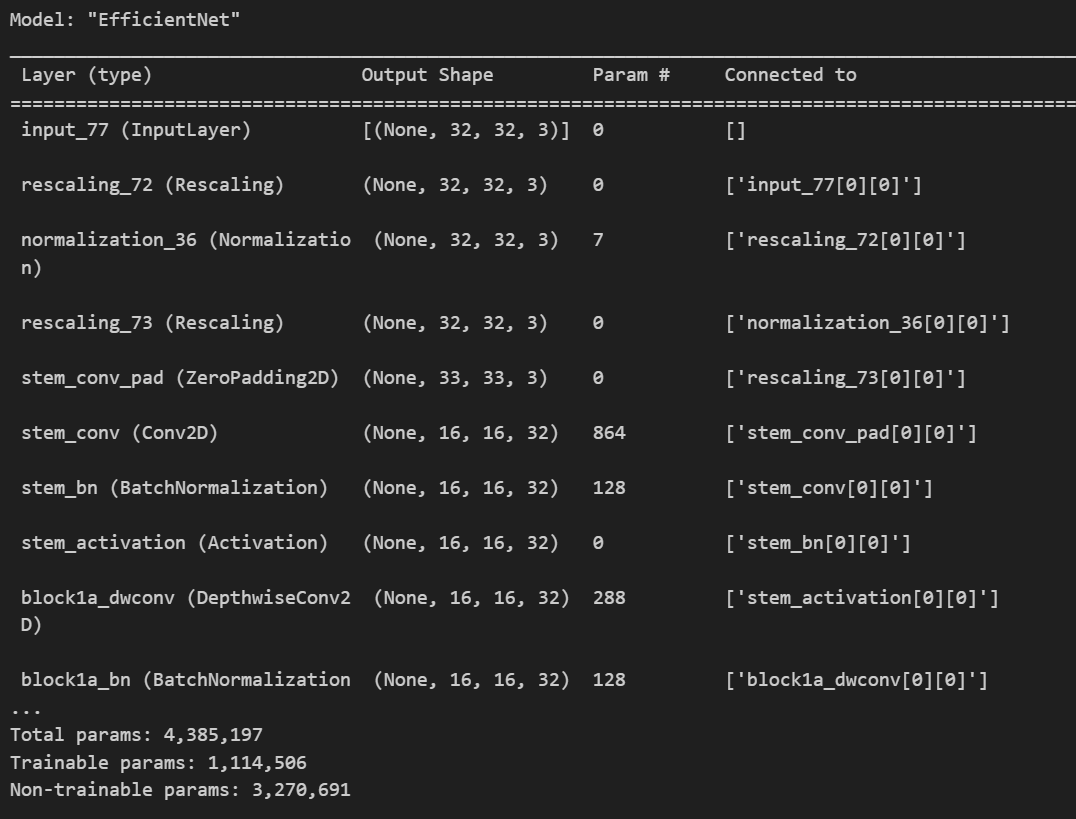 Model: "EfficientNet"
Layer (type) Output Shape Param # Connected to
input_77 (InputLayer) [(None, 32, 32, 3)] 0 []
rescaling_72 (Rescaling) (None, 32, 32, 3) 0 ['input_77[0][0]']
normalization_36 (Normalizatio (None, 32, 32, 3) 7 ['rescaling_72[0][0]']
n)
rescaling_73 (Rescaling) (None, 32, 32, 3) 0 ['normalization_36[0][0]']
stem_conv_pad (ZeroPadding2D) (None, 33, 33, 3) 0 ['rescaling_73[0][0]']
stem_conv (Conv2D) (None, 16, 16, 32) 864 ['stem_conv_pad[0][0]']
stem_bn (BatchNormalization) (None, 16, 16, 32) 128 ['stem_conv[0][0]']
stem_activation (Activation) (None, 16, 16, 32) 0 ['stem_bn[0][0]']
block1a_dwconv (DepthwiseConv2 (None, 16, 16, 32) 288 ['stem_activation[0][0]']
D)
block1a_bn (BatchNormalization (None, 16, 16, 32) 128 ['block1a_dwconv[0][0]']
...
Total params: 4,385,197
Trainable params: 1,114,506
Non-trainable params: 3,270,691